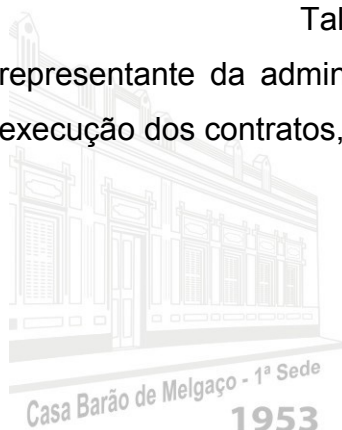 Tal
representante da admin
execução dos contratos,
Casa Barão de Melgaço - 1ª Sede
1953